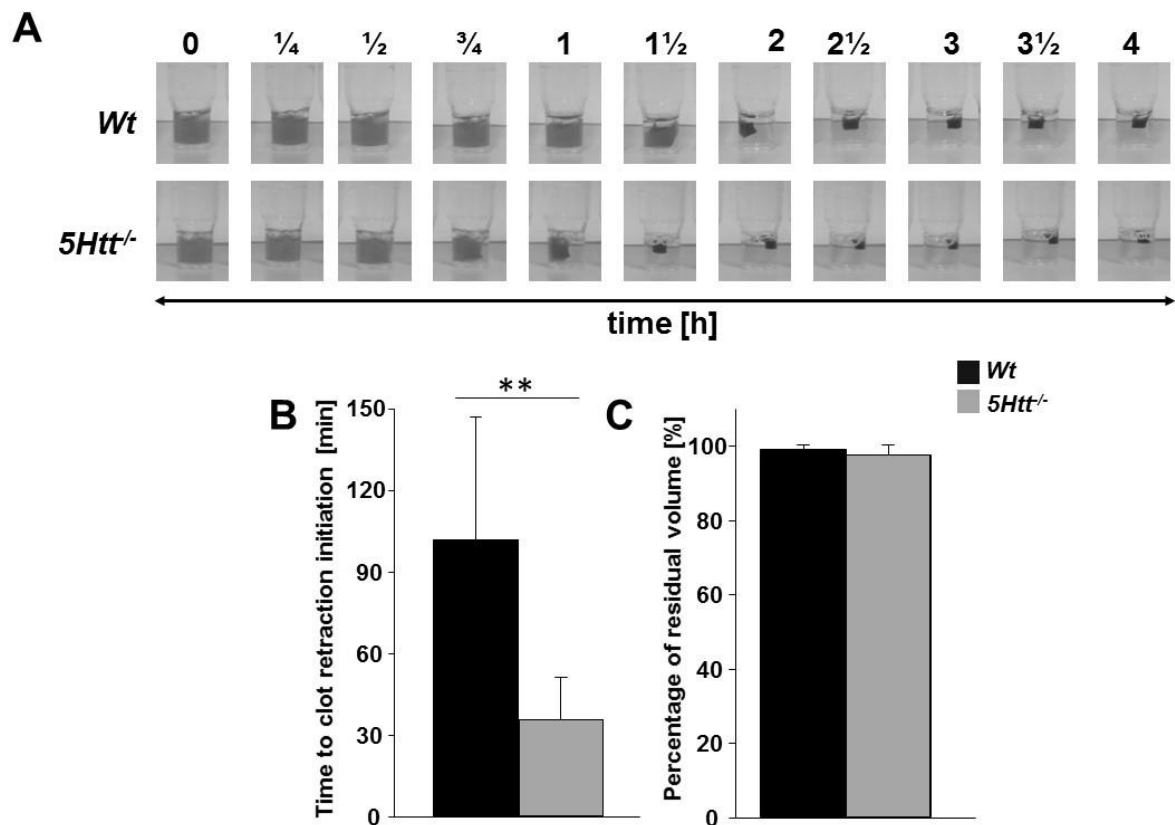 A
0 ¼ ½ ¾ 1 1½ 2 2½ 3 3½ 4
Wt
5Htt-/-
time [h]
Wt
5Htt-/-
B
**
Time to clot retraction initiation [min]
150
120
90
60
30
0
C
Percentage of residual volume [%]
100
80
60
40
20
0